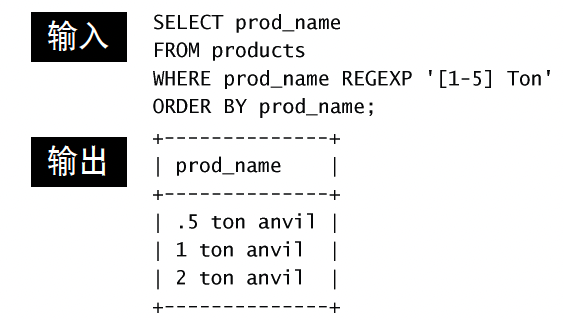 输入
SELECT prod_name
FROM products
WHERE prod_name REGEXP '[1-5] Ton'
ORDER BY prod_name;
输出
+--------------+
| prod_name    |
+--------------+
| .5 ton anvil |
| 1 ton anvil  |
| 2 ton anvil  |
+--------------+